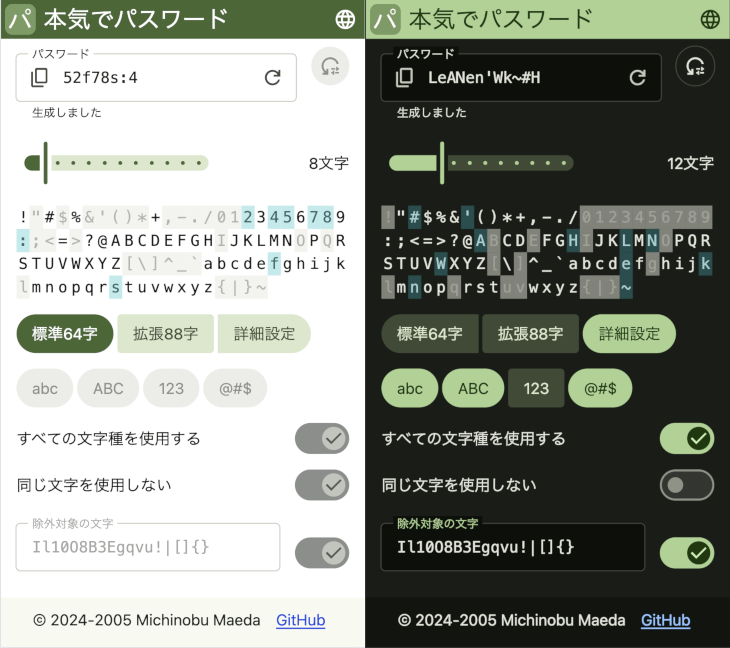 パ 本気でパスワード
パスワード
52f78s:4
生成しました
8文字
!"#$%&'()*+,-./0123456789
:;<=>?@ABCDEFGHIJKLMNOPQR
STUVWXYZ[\]^_`abcdefghijk
lmnopqrstuvwxyz{|}~
標準64字 拡張88字 詳細設定
abc ABC 123 @#$
すべての文字種を使用する
同じ文字を使用しない
除外対象の文字
Il10O8B3Egqvu!|[]{}
© 2024-2005 Michinobu Maeda GitHub
パ 本気でパスワード
パスワード
LeANen'Wk~#H
生成しました
12文字
!"#$%&'()*+,-./0123456789
:;<=>?@ABCDEFGHIJKLMNOPQR
STUVWXYZ[\]^_`abcdefghijk
lmnopqrstuvwxyz{|}~
標準64字 拡張88字 詳細設定
abc ABC 123 @#$
すべての文字種を使用する
同じ文字を使用しない
除外対象の文字
Il10O8B3Egqvu!|[]{}
© 2024-2005 Michinobu Maeda GitHub